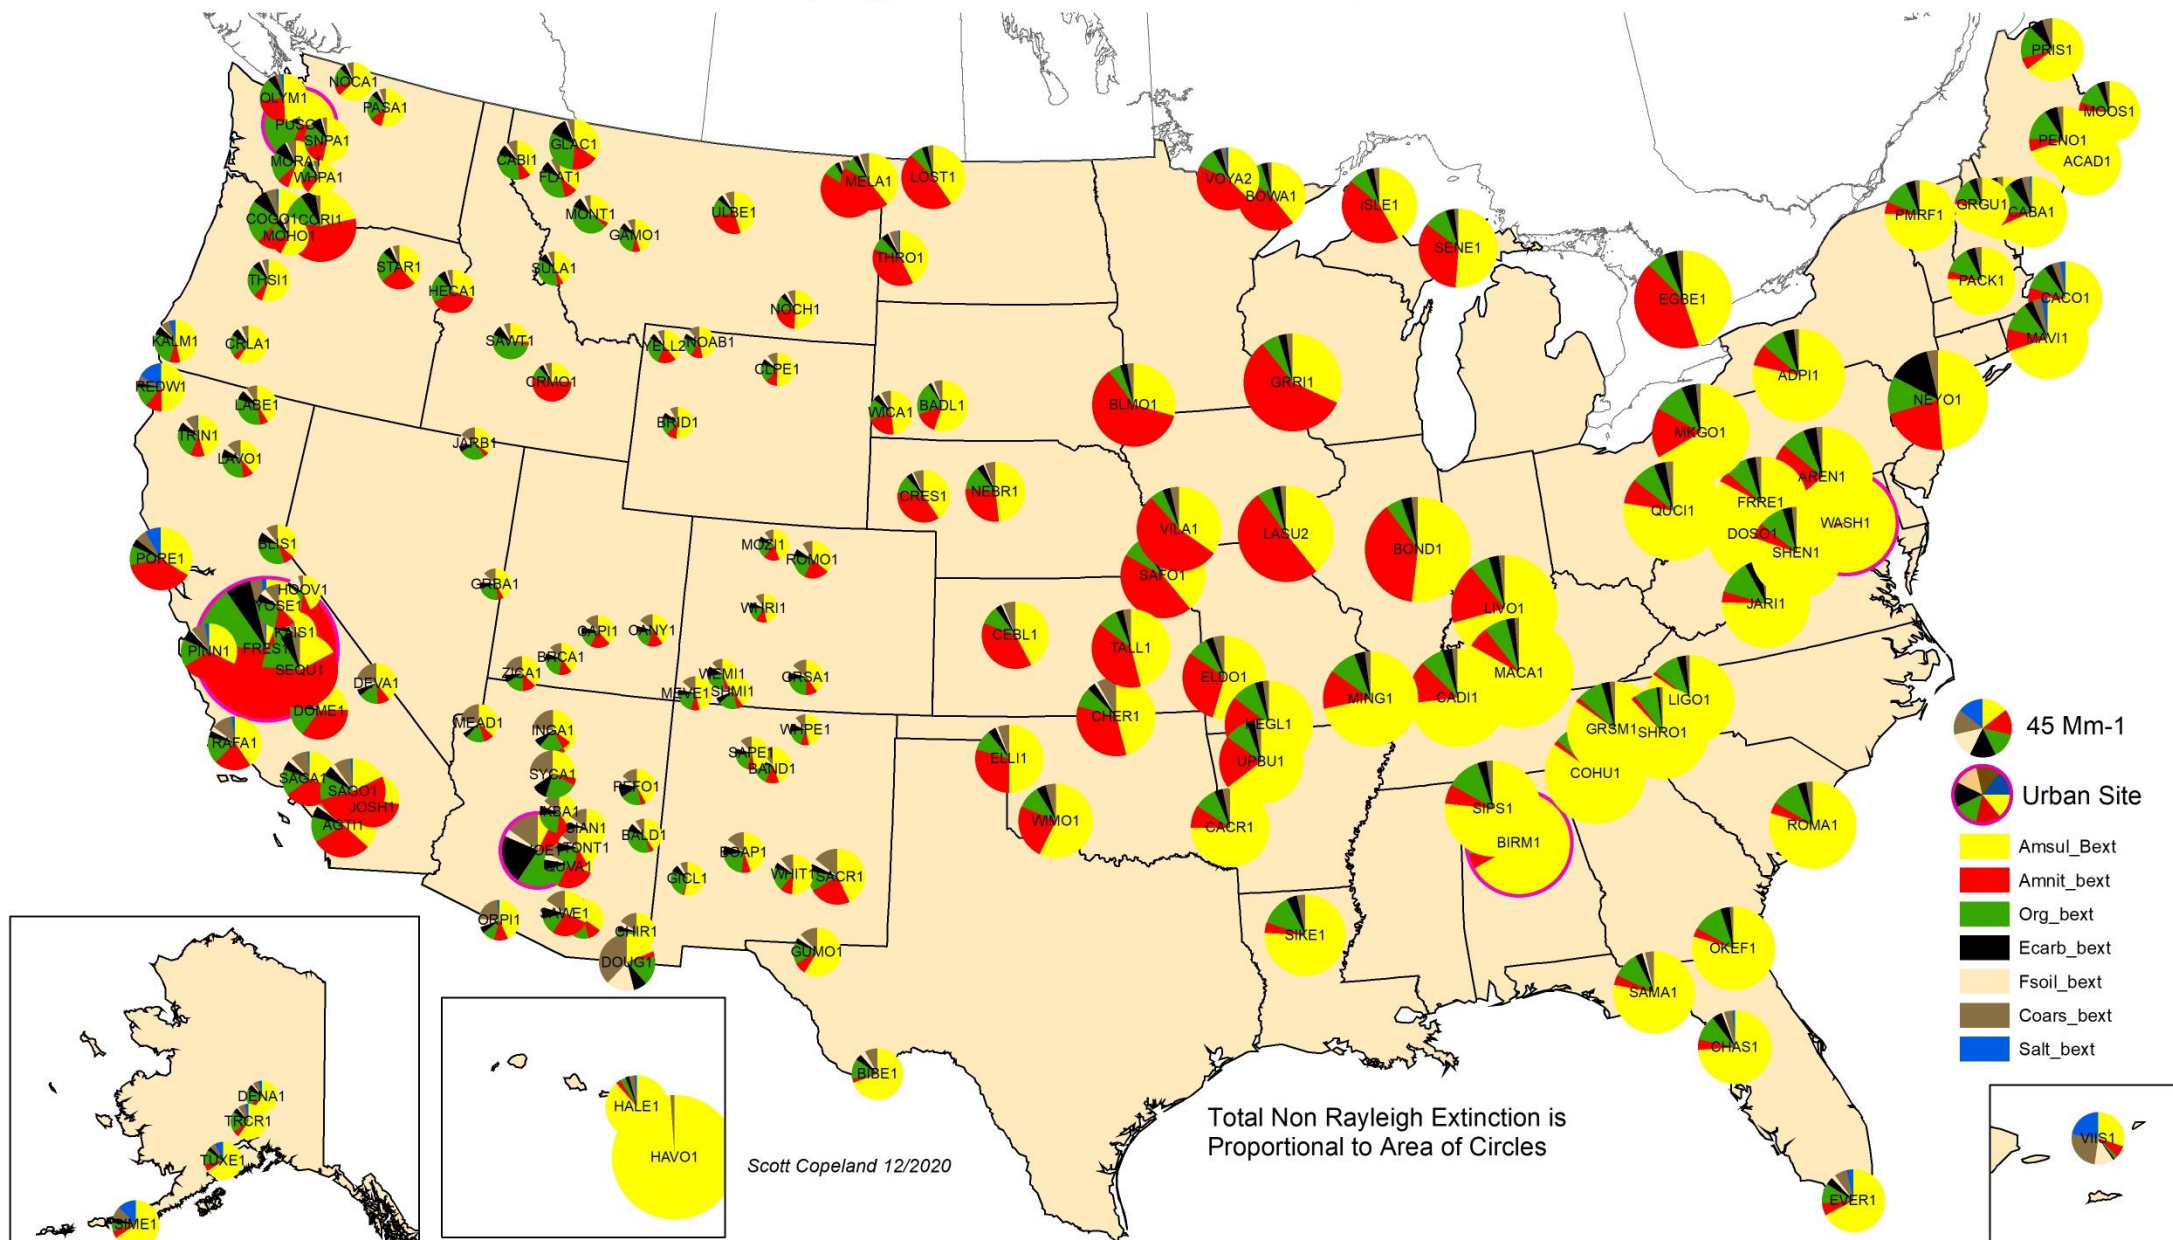 PRIS1
NOCA1
OLYM1
PASA1
MOOS1
SNPA1
PENO1
GLAC1
MORA1
CABI1
ACAD1
WHPA1
FLAT1
MELA1
LOST1
VOYA2
BOWA1
ISLE1
GRGU1
CABA1
PMRF1
MONT1
ULBE1
COGO1
CORI1
MOHO1
GAMO1
SENE1
THRO1
STAR1
SULA1
THSI1
HECA1
PACK1
CACO1
EGBE1
NOCH1
KALM1
CRLA1
SAWT1
YELL2
NOAB1
MAVI1
CLPE1
ADPI1
CRMO1
GRRI1
REDW1
NEYO1
LABE1
BLMO1
BADL1
WICA1
BRID1
TRIN1
MKGO1
JARB1
LAVO1
AREN1
CRES1
NEBR1
FRRE1
QUCI1
WASH1
VILA1
LASU2
DOSO1
BLIS1
MOZI1
BOND1
SHEN1
PORE1
ROMO1
SAFO1
GRBA1
HOOV1
YOSE1
JARI1
WHRI1
LIVO1
KAIS1
CAPI1
CANY1
CEBL1
PINN1
FRES1
TALL1
BRCA1
SEQU1
ZICA1
WEMI1
MACA1
ELDO1
DEVA1
MEVE1
SHMI1
GRSA1
MING1
CADI1
LIGO1
DOME1
CHER1
MEAD1
INGA1
WHPE1
HEGL1
GRSM1
SHRO1
45 Mm-1
RAFA1
SAPE1
ELLI1
UPBU1
BAND1
COHU1
SAGA1
SYCA1
PEFO1
SAGO1
Urban Site
JOSH1
IKBA1
SIPS1
WIMO1
AGTI1
SIAN1
BALD1
CACR1
ROMA1
BIRM1
Amsul_Bext
TONT1
BOAP1
QUVA1
GICL1
WHIT1
SACR1
Amnit_bext
SAWE1
ORPI1
Org_bext
CHIR1
SIKE1
GUMO1
OKEF1
Ecarb_bext
DOUG1
SAMA1
Fsoil_bext
Coars_bext
CHAS1
Salt_bext
BIBE1
DENA1
HALE1
TRCR1
Total Non Rayleigh Extinction is
Proportional to Area of Circles
VIIS1
TUXE1
HAVO1
Scott Copeland 12/2020
EVER1
SIME1